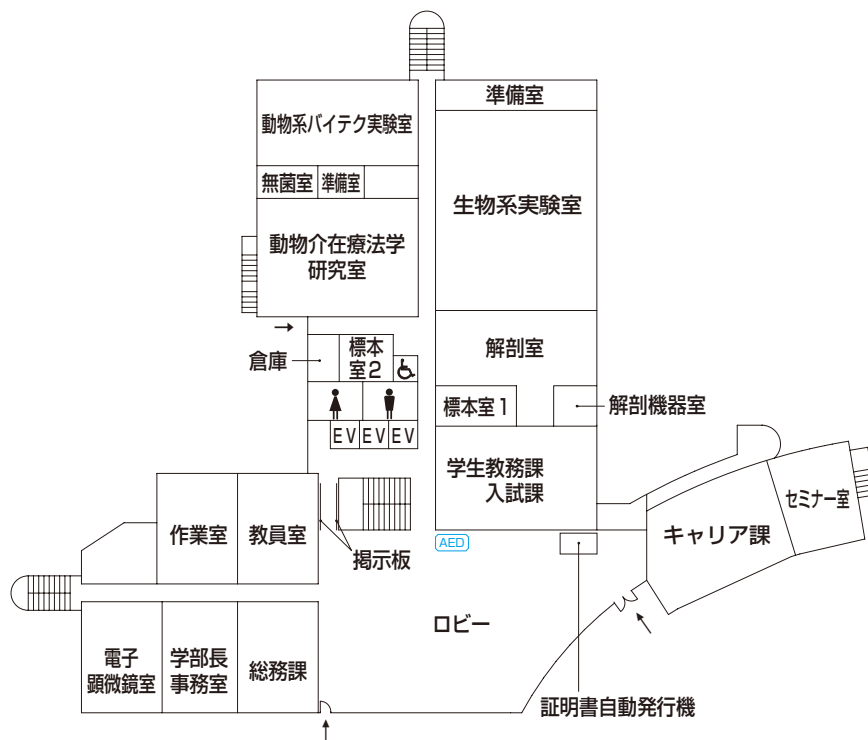 準備室
動物系バイテク実験室
無菌室
準備室
生物系実験室
動物介在療法学
研究室
倉庫
標本
室2
解剖室
標本室1
解剖機器室
EV
EV
EV
学生教務課
入試課
作業室
教員室
掲示板
AED
キャリア課
セミナー室
ロビー
電子
顕微鏡室
学部長
事務室
総務課
証明書自動発行機